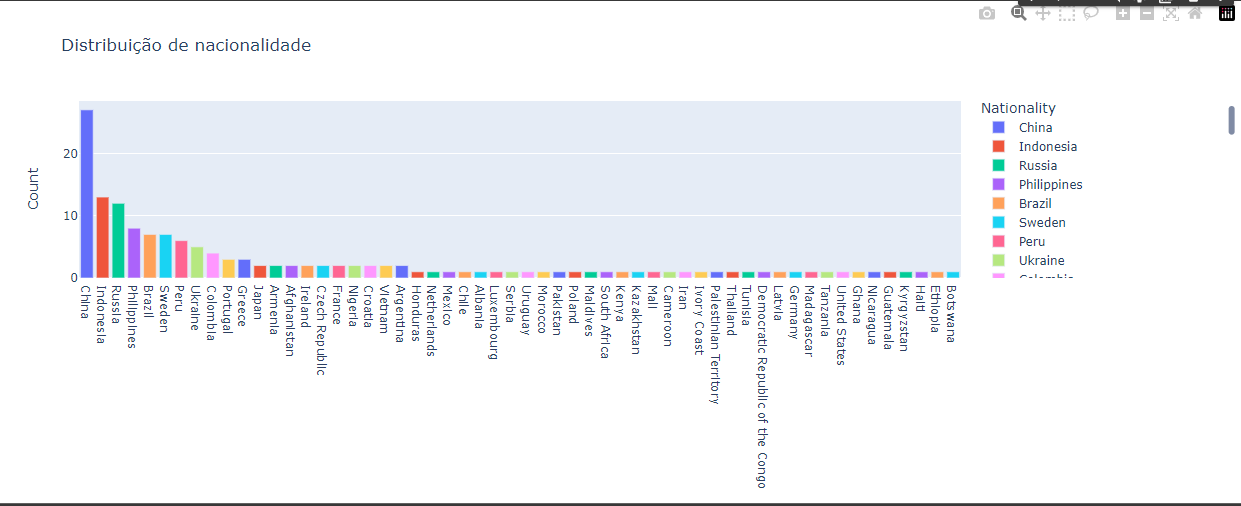 Distribuição de nacionalidade
Count
20
10
0
China
Indonesia
Russia
Philippines
Brazil
Sweden
Peru
Ukraine
Colombia
Portugal
Greece
Japan
Armenia
Afghanistan
Ireland
Czech Republic
France
Nigeria
Croatia
Vietnam
Argentina
Honduras
Netherlands
Mexico
Chile
Albania
Luxembourg
Serbia
Uruguay
Morocco
Pakistan
Poland
Maldives
South Africa
Kenya
Kazakhstan
Mali
Cameroon
Iran
Ivory Coast
Palestinian Territory
Thailand
Tunisia
Democratic Republic of the Congo
Latvia
Germany
Madagascar
Tanzania
United States
Ghana
Nicaragua
Guatemala
Kyrgyzstan
Haiti
Ethiopia
Botswana
Nationality
China
Indonesia
Russia
Philippines
Brazil
Sweden
Peru
Ukraine
Colombia